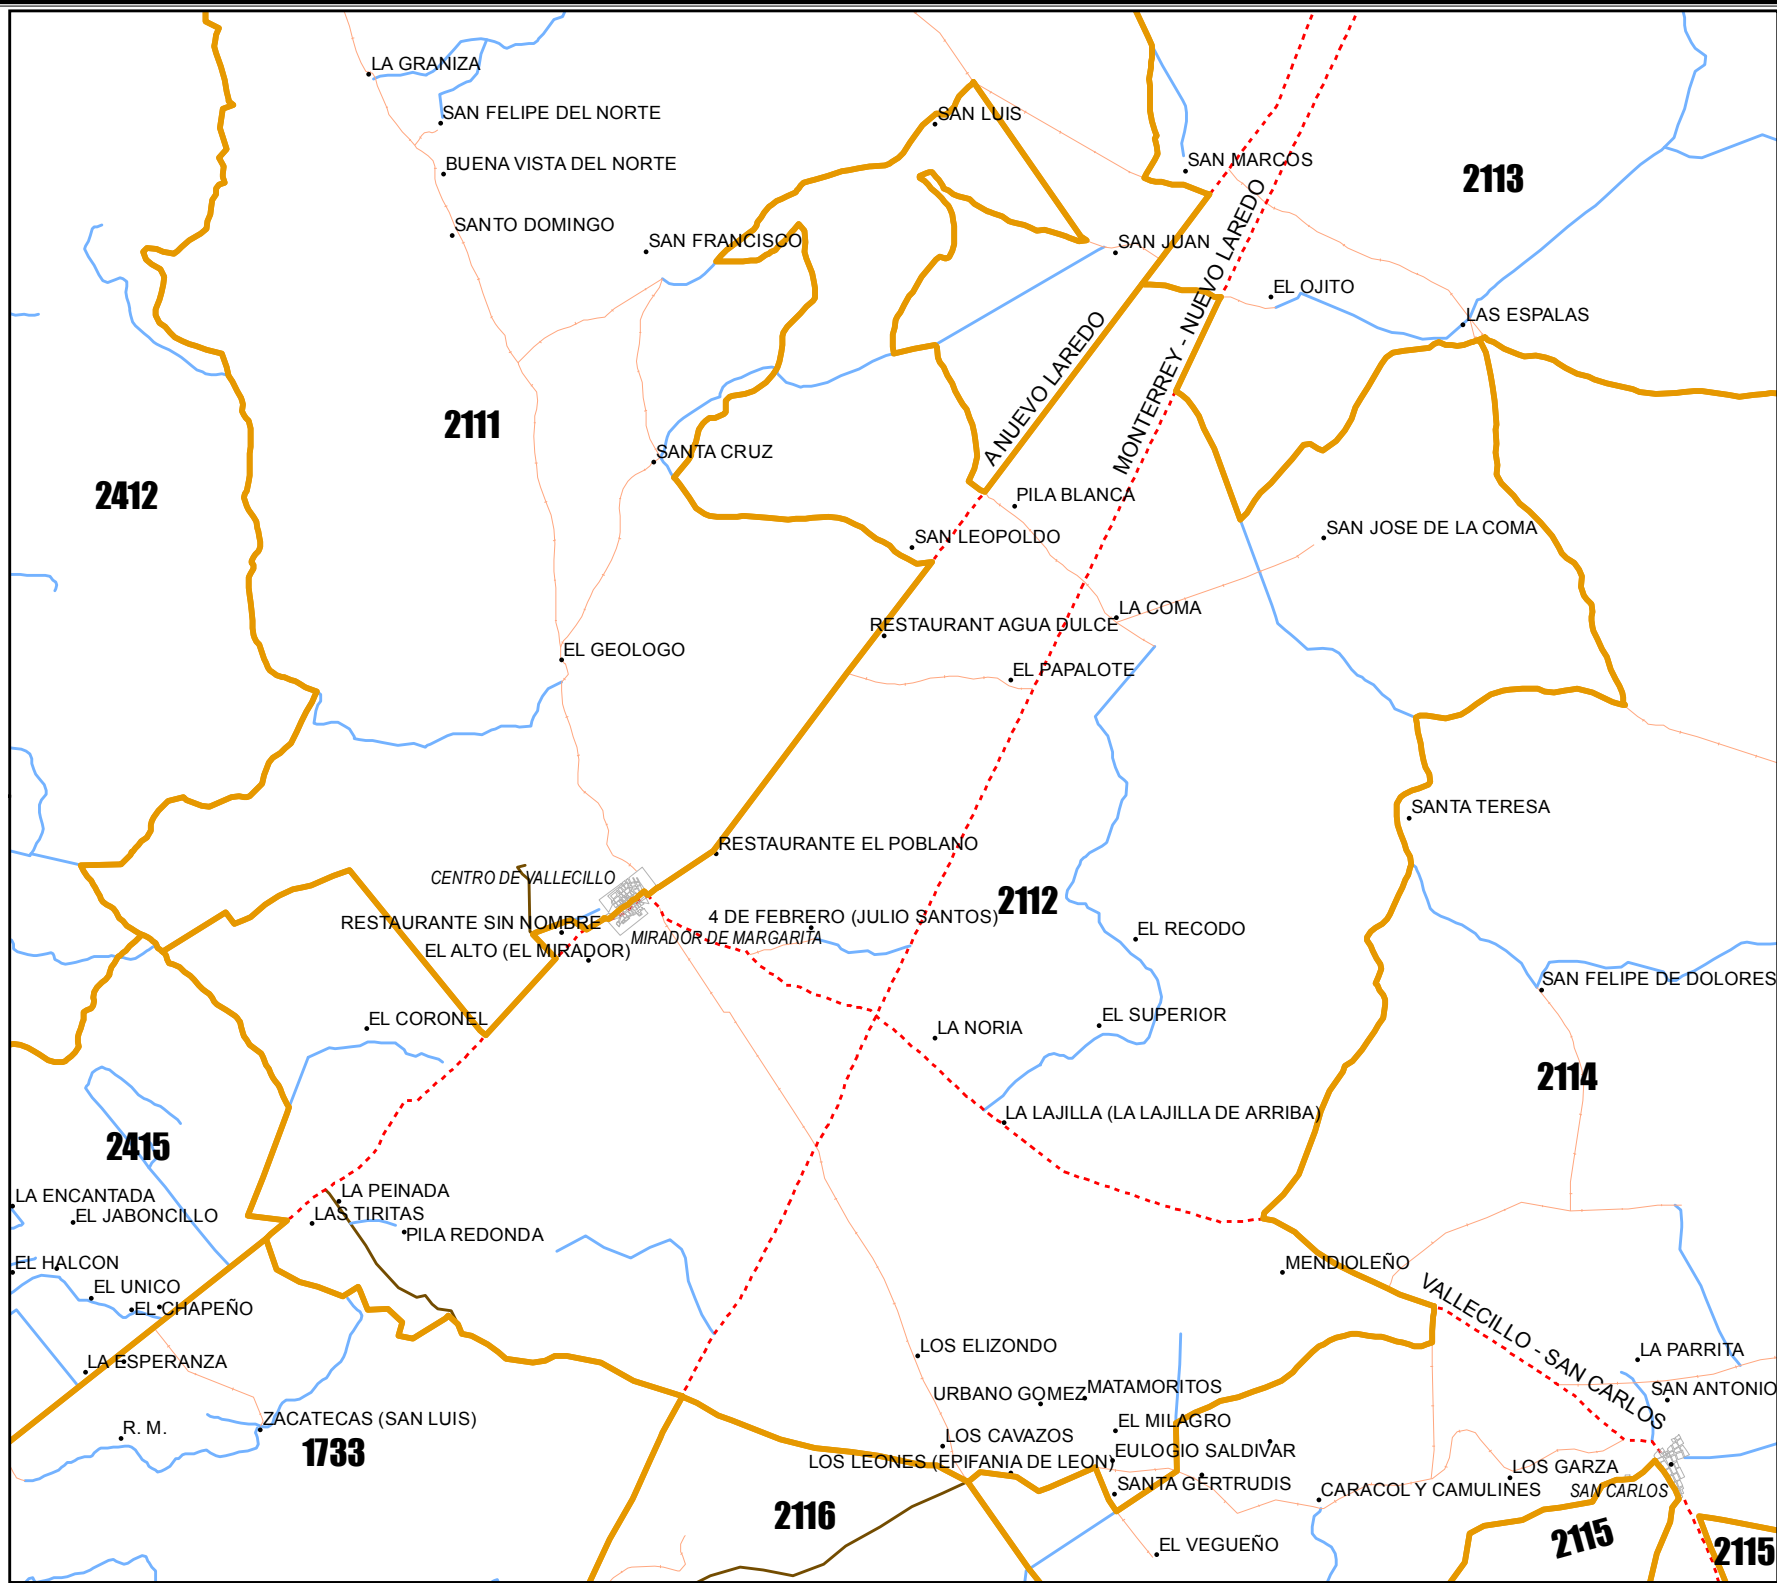 LA GRANIZA
SAN FELIPE DEL NORTE
SAN LUIS
BUENA VISTA DEL NORTE
SAN MARCOS
2113
SANTO DOMINGO
SAN FRANCISCO
SAN JUAN
EL OJITO
LAS ESPALAS
A NUEVO LAREDO
MONTERREY - NUEVO LAREDO
2111
SANTA CRUZ
2412
PILA BLANCA
SAN LEOPOLDO
SAN JOSE DE LA COMA
LA COMA
RESTAURANT AGUA DULCE
EL GEOLOGO
EL PAPALOTE
SANTA TERESA
RESTAURANTE EL POBLANO
CENTRO DE VALLECILLO
2112
RESTAURANTE SIN NOMBRE
4 DE FEBRERO (JULIO SANTOS)
MIRADOR DE MARGARITA
EL RECODO
EL ALTO (EL MIRADOR)
SAN FELIPE DE DOLORES
EL CORONEL
LA NORIA
EL SUPERIOR
2114
LA LAJILLA (LA LAJILLA DE ARRIBA)
2415
LA ENCANTADA
LA PEINADA
EL JABONCILLO
LAS TIRITAS
PILA REDONDA
EL HALCON
MENDIOLEÑO
EL UNICO
EL CHAPEÑO
VALLECILLO - SAN CARLOS
LOS ELIZONDO
LA PARRITA
LA ESPERANZA
URBANO GOMEZ
MATAMORITOS
SAN ANTONIO
R. M.
ZACATECAS (SAN LUIS)
EL MILAGRO
LOS CAVAZOS
EULOGIO SALDIVAR
1733
LOS LEONES (EPIFANIA DE LEON)
LOS GARZA
SANTA GERTRUDIS
CARACOL Y CAMULINES
SAN CARLOS
2116
EL VEGUEÑO
2115
2115